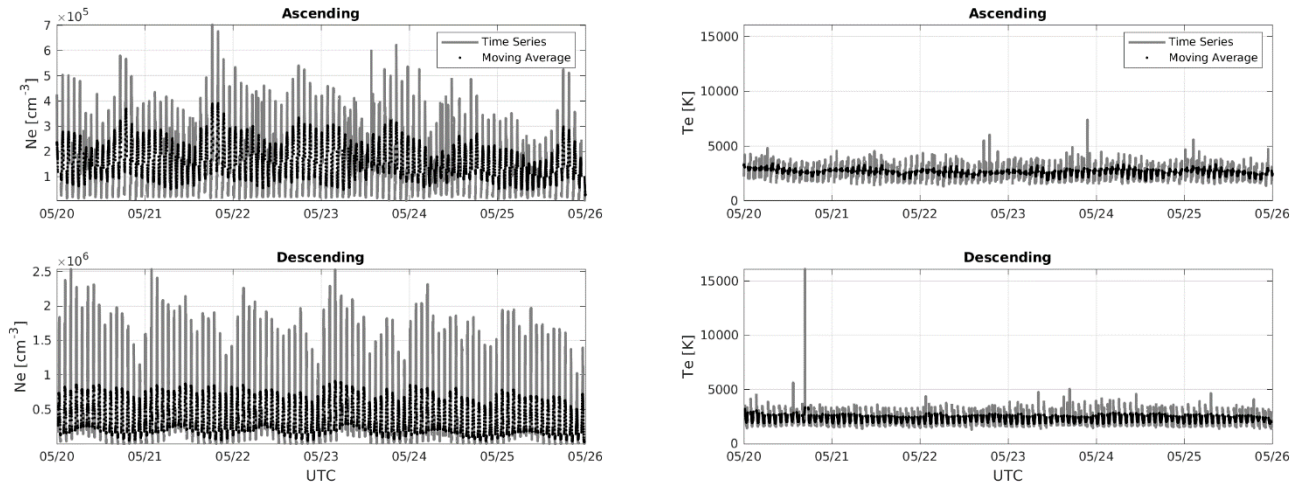 Ascending
×10⁵
7
6
5
4
3
2
1
Ne [cm⁻³]
Time Series
Moving Average
05/20 05/21 05/22 05/23 05/24 05/25 05/26
Ascending
15000
10000
5000
0
Te [K]
Time Series
Moving Average
05/20 05/21 05/22 05/23 05/24 05/25 05/26
Descending
×10⁶
2.5
2
1.5
1
0.5
Ne [cm⁻³]
05/20 05/21 05/22 05/23 05/24 05/25 05/26
UTC
Descending
15000
10000
5000
0
Te [K]
05/20 05/21 05/22 05/23 05/24 05/25 05/26
UTC